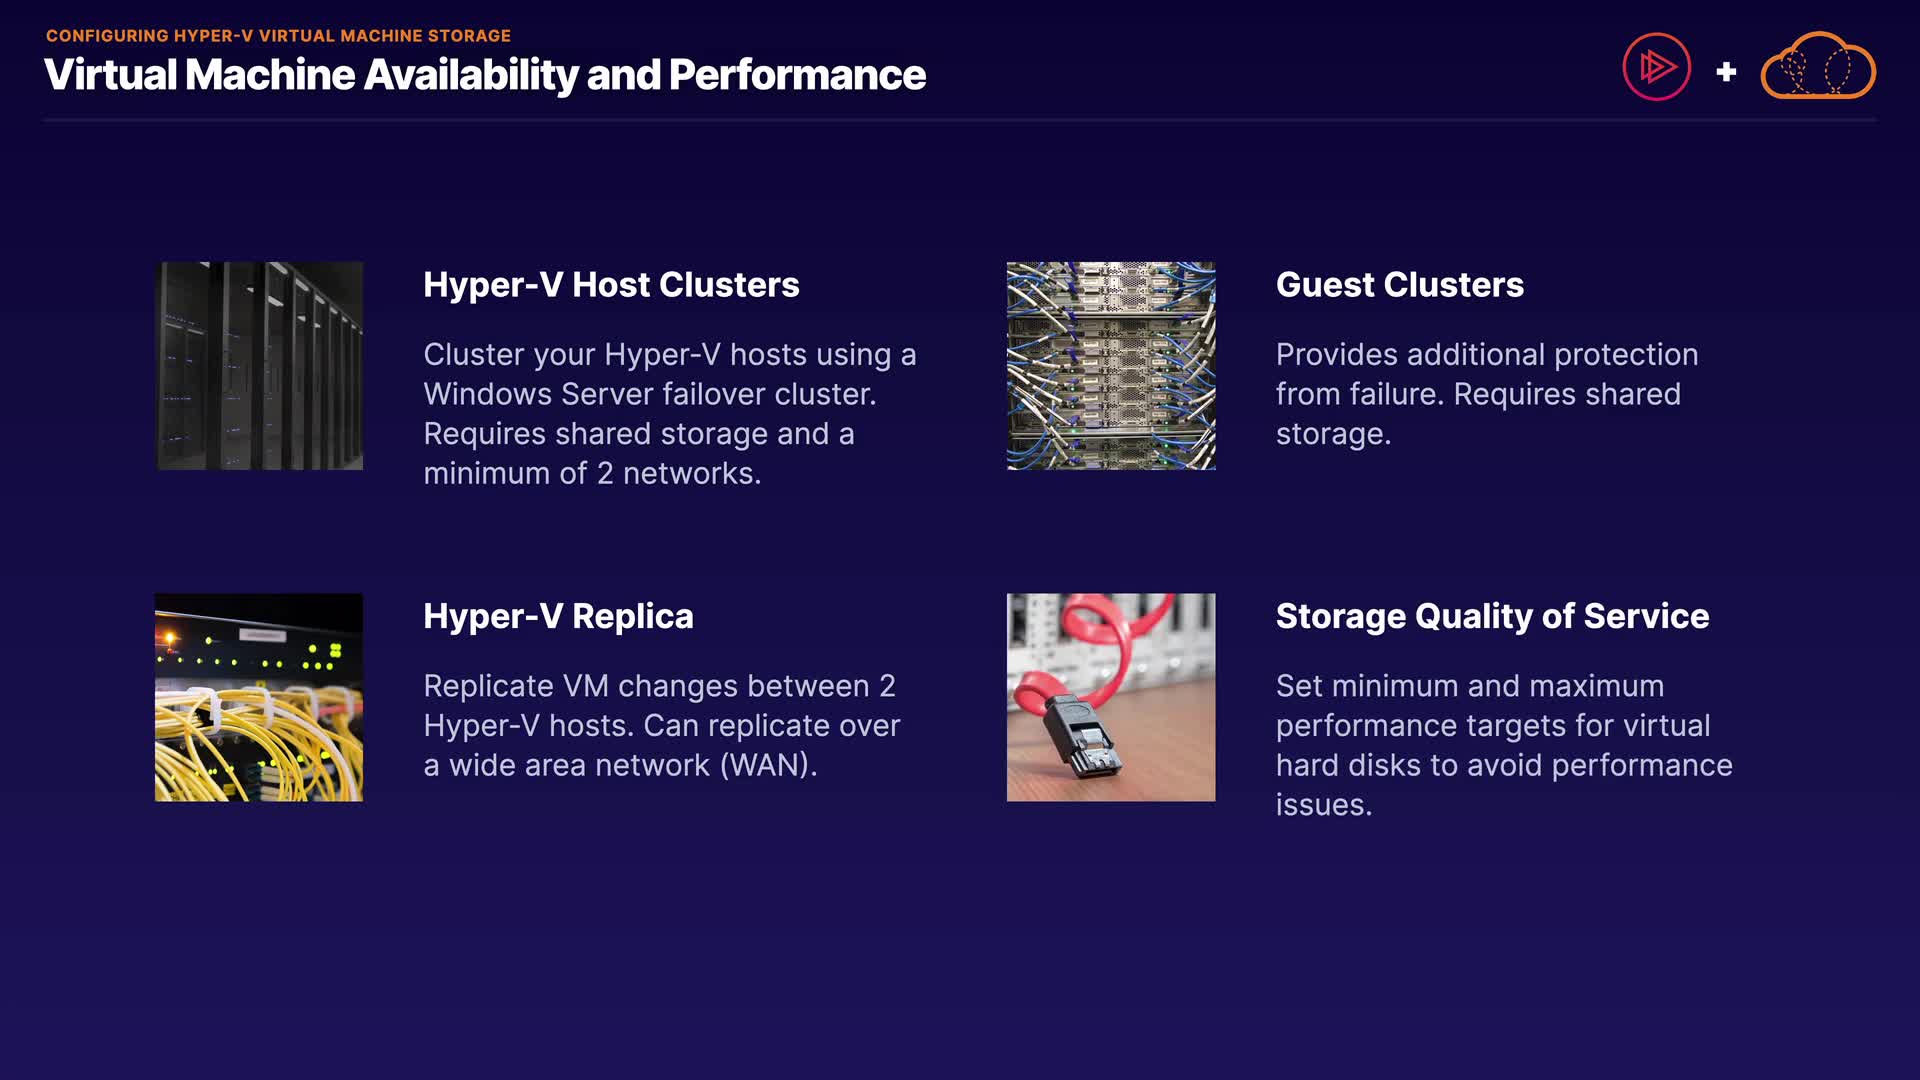 CONFIGURING HYPER-V VIRTUAL MACHINE STORAGE
Virtual Machine Availability and Performance
Hyper-V Host Clusters
Cluster your Hyper-V hosts using a
Windows Server failover cluster.
Requires shared storage and a
minimum of 2 networks.
Guest Clusters
Provides additional protection
from failure. Requires shared
storage.
Hyper-V Replica
Replicate VM changes between 2
Hyper-V hosts. Can replicate over
a wide area network (WAN).
Storage Quality of Service
Set minimum and maximum
performance targets for virtual
hard disks to avoid performance
issues.